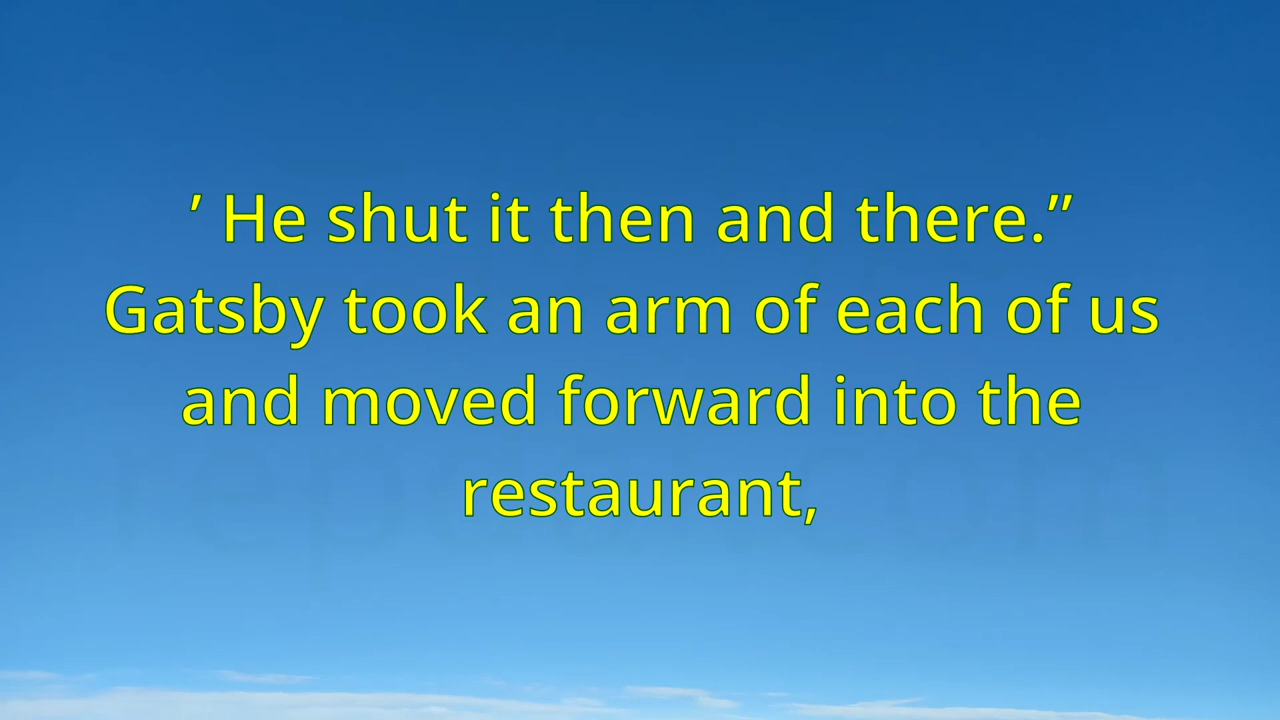 ’ He shut it then and there.”
Gatsby took an arm of each of us
and moved forward into the
restaurant,